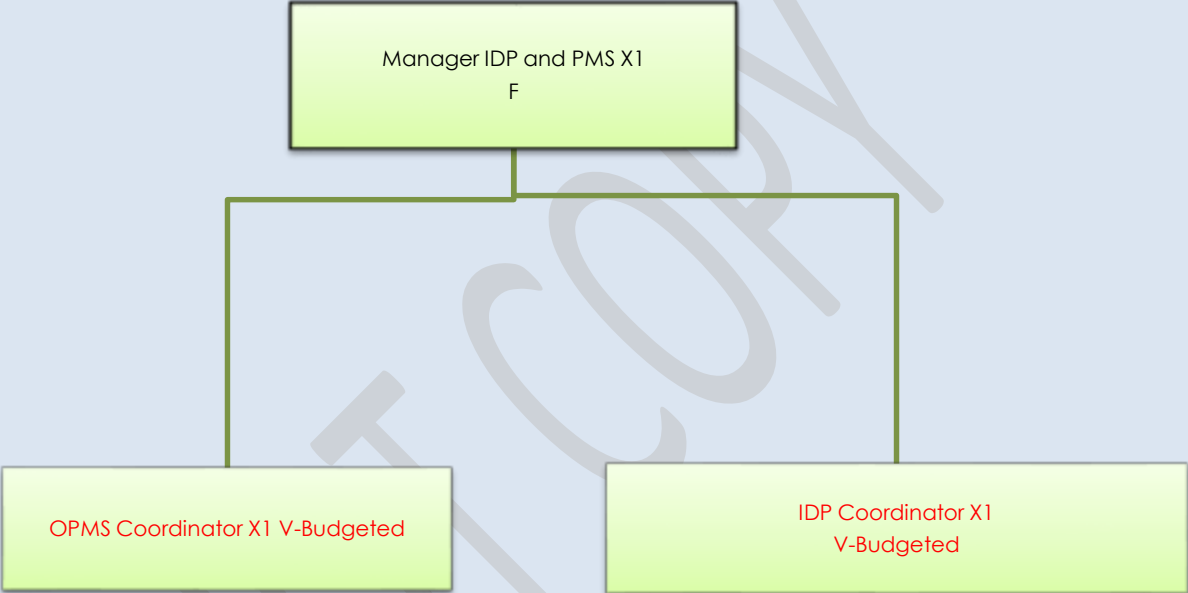 Manager IDP and PMS X1
F
OPMS Coordinator X1 V-Budgeted
IDP Coordinator X1
V-Budgeted
T COPY